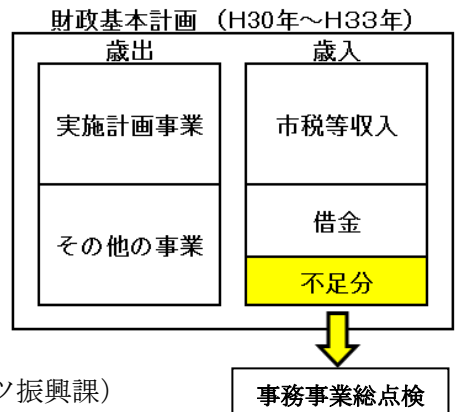 財政基本計画（H30年～H33年）
歳出
歳入
実施計画事業
その他の事業
市税等収入
借金
不足分
ツ振興課）
事務事業総点検